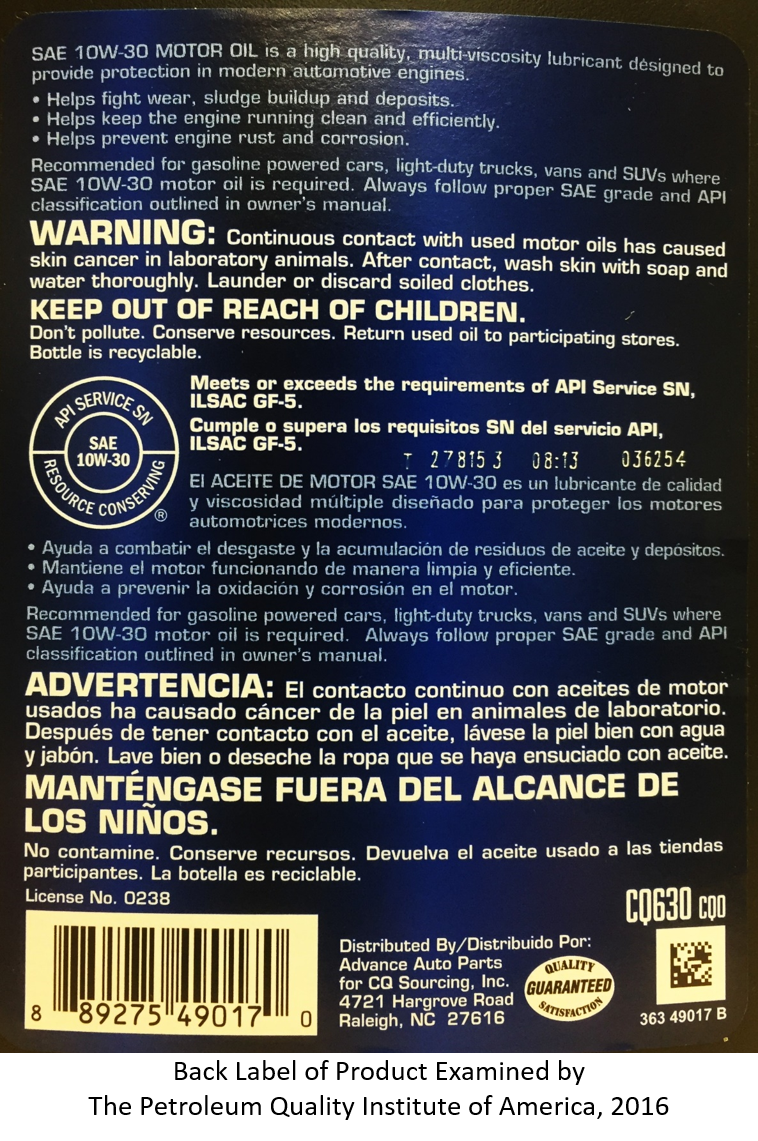 SAE 10W-30 MOTOR OIL is a high quality, multi-viscosity lubricant designed to
provide protection in modern automotive engines.
• Helps fight wear, sludge buildup and deposits.
• Helps keep the engine running clean and efficiently.
• Helps prevent engine rust and corrosion.
Recommended for gasoline powered cars, light-duty trucks, vans and SUVs where
SAE 10W-30 motor oil is required. Always follow proper SAE grade and API
classification outlined in owner's manual.
WARNING: Continuous contact with used motor oils has caused
skin cancer in laboratory animals. After contact, wash skin with soap and
water thoroughly. Launder or discard soiled clothes.
KEEP OUT OF REACH OF CHILDREN.
Don't pollute. Conserve resources. Return used oil to participating stores.
Bottle is recyclable.
API SERVICE SN
SAE
10W-30
RESOURCE CONSERVING
®
Meets or exceeds the requirements of API Service SN,
ILSAC GF-5.
Cumple o supera los requisitos SN del servicio API,
ILSAC GF-5.
T 27815 3 08:13 036254
El ACEITE DE MOTOR SAE 10W-30 es un lubricante de calidad
y viscosidad múltiple diseñado para proteger los motores
automotrices modernos.
• Ayuda a combatir el desgaste y la acumulación de residuos de aceite y depósitos.
• Mantiene el motor funcionando de manera limpia y eficiente.
• Ayuda a prevenir la oxidación y corrosión en el motor.
Recommended for gasoline powered cars, light-duty trucks, vans and SUVs where
SAE 10W-30 motor oil is required. Always follow proper SAE grade and API
classification outlined in owner's manual.
ADVERTENCIA: El contacto continuo con aceites de motor
usados ha causado cáncer de la piel en animales de laboratorio.
Después de tener contacto con el aceite, lávese la piel bien con agua
y jabón. Lave bien o deseche la ropa que se haya ensuciado con aceite.
MANTÉNGASE FUERA DEL ALCANCE DE
LOS NIÑOS.
No contamine. Conserve recursos. Devuelva el aceite usado a las tiendas
participantes. La botella es reciclable.
License No. 0238
CQ630 CQO
8 89275 49017 0
Distributed By/Distribuido Por:
Advance Auto Parts
for CQ Sourcing, Inc.
4721 Hargrove Road
Raleigh, NC 27616
QUALITY
GUARANTEED
SATISFACTION
363 49017 B
Back Label of Product Examined by
The Petroleum Quality Institute of America, 2016